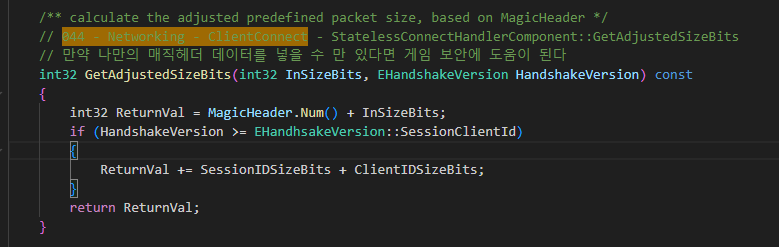 /** calculate the adjusted predefined packet size, based on MagicHeader */
// 044 - Networking - ClientConnect - StatelessConnectHandlerComponent::GetAdjustedSizeBits
// 만약 나만의 매직헤더 데이터를 넣을 수 만 있다면 게임 보안에 도움이 된다
int32 GetAdjustedSizeBits(int32 InSizeBits, EHandshakeVersion HandshakeVersion) const
{
int32 ReturnVal = MagicHeader.Num() + InSizeBits;
if (HandshakeVersion >= EHandhsakeVersion::SessionClientId)
{
ReturnVal += SessionIDSizeBits + ClientIDSizeBits;
}
return ReturnVal;
}